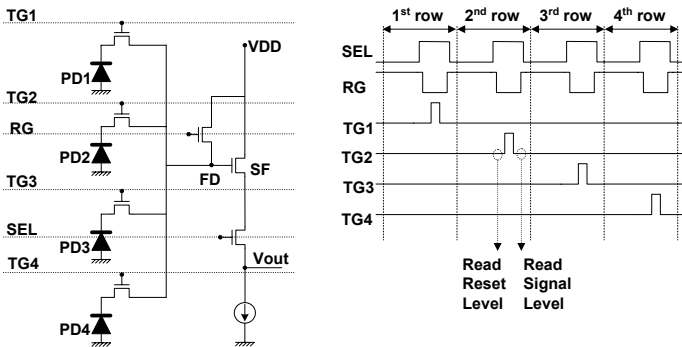 TG1
VDD
PD1
TG2
RG
PD2
FD
SF
TG3
SEL
PD3
Vout
TG4
PD4
1st row
2nd row
3rd row
4th row
SEL
RG
TG1
TG2
TG3
TG4
Read
Reset
Level
Read
Signal
Level